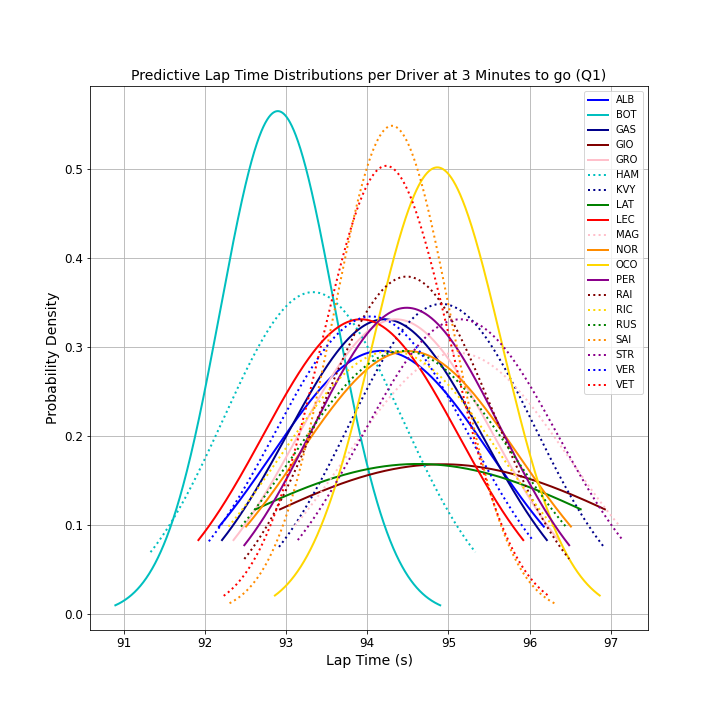 Predictive Lap Time Distributions per Driver at 3 Minutes to go (Q1)
ALB
BOT
GAS
GIO
GRO
HAM
KVY
LAT
LEC
MAG
NOR
OCO
PER
RAI
RIC
RUS
SAI
STR
VER
VET
Probability Density
0.5
0.4
0.3
0.2
0.1
0.0
91 92 93 94 95 96 97
Lap Time (s)